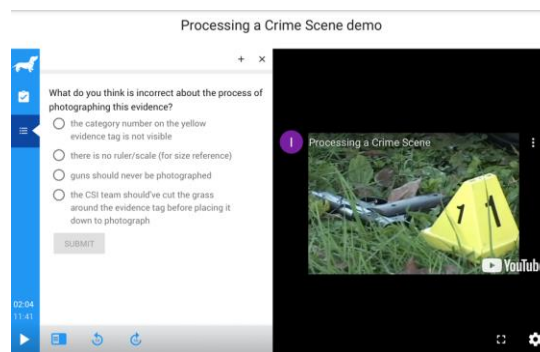 Processing a Crime Scene demo
+ ×
What do you think is incorrect about the process of
photographing this evidence?
the category number on the yellow
evidence tag is not visible
there is no ruler/scale (for size reference)
guns should never be photographed
the CSI team should've cut the grass
around the evidence tag before placing it
down to photograph
SUBMIT
02:04
11:41
I Processing a Crime Scene
1 1
YouTube